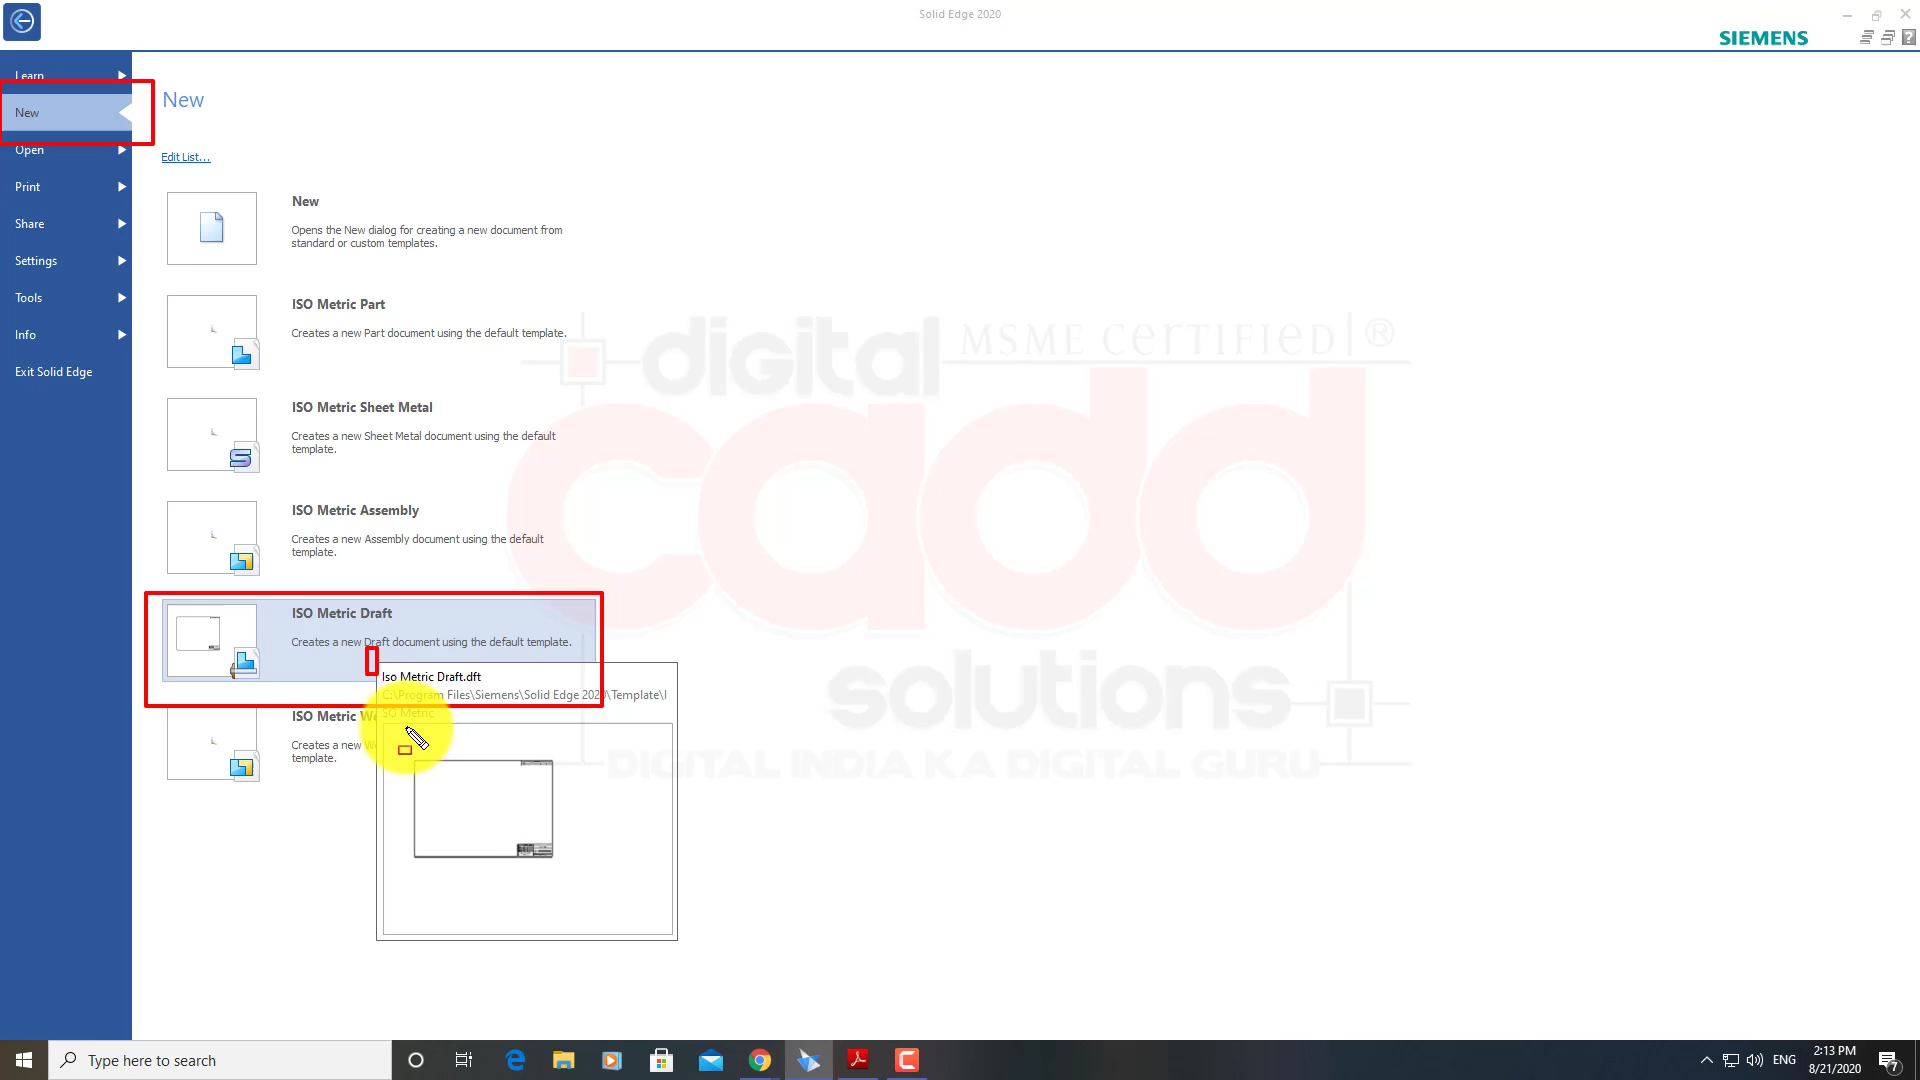 Solid Edge 2020
SIEMENS
Learn
New
Open
Print
Share
Settings
Tools
Info
Exit Solid Edge
New
Edit List...
New
Opens the New dialog for creating a new document from
standard or custom templates.
ISO Metric Part
Creates a new Part document using the default template.
ISO Metric Sheet Metal
Creates a new Sheet Metal document using the default
template.
ISO Metric Assembly
Creates a new Assembly document using the default
template.
ISO Metric Draft
Creates a new Draft document using the default template.
Iso Metric Draft.dft
C:\Program Files\Siemens\Solid Edge 2020\Template\I
SO Metric
ISO Metric W
Creates a new W
template.
digital MSME CERTIFIED ®
cadd
solutions
DIGITAL INDIA KA DIGITAL GURU
Type here to search
ENG
2:13 PM
8/21/2020
7